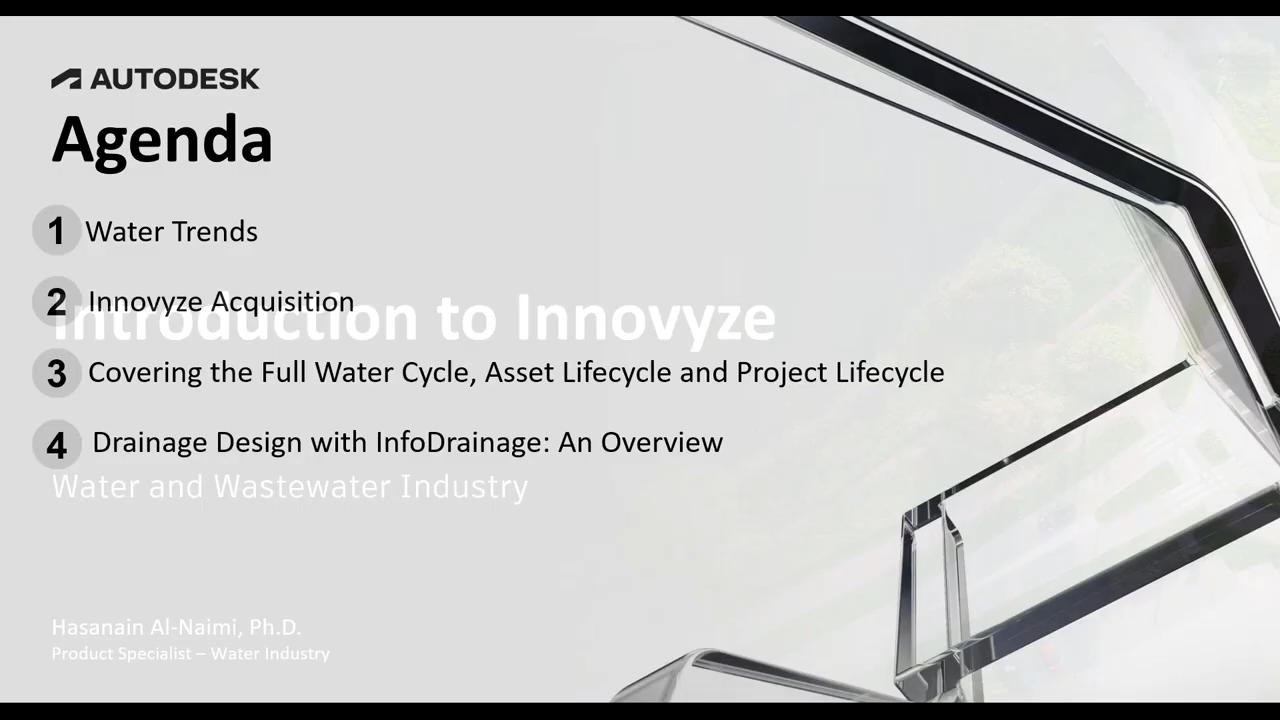 AUTODESK
Agenda
1 Water Trends
2 Innovyze Acquisition
Introduction to Innovyze
3 Covering the Full Water Cycle, Asset Lifecycle and Project Lifecycle
4 Drainage Design with InfoDrainage: An Overview
Water and Wastewater Industry
Hasanain Al-Naimi, Ph.D.
Product Specialist – Water Industry